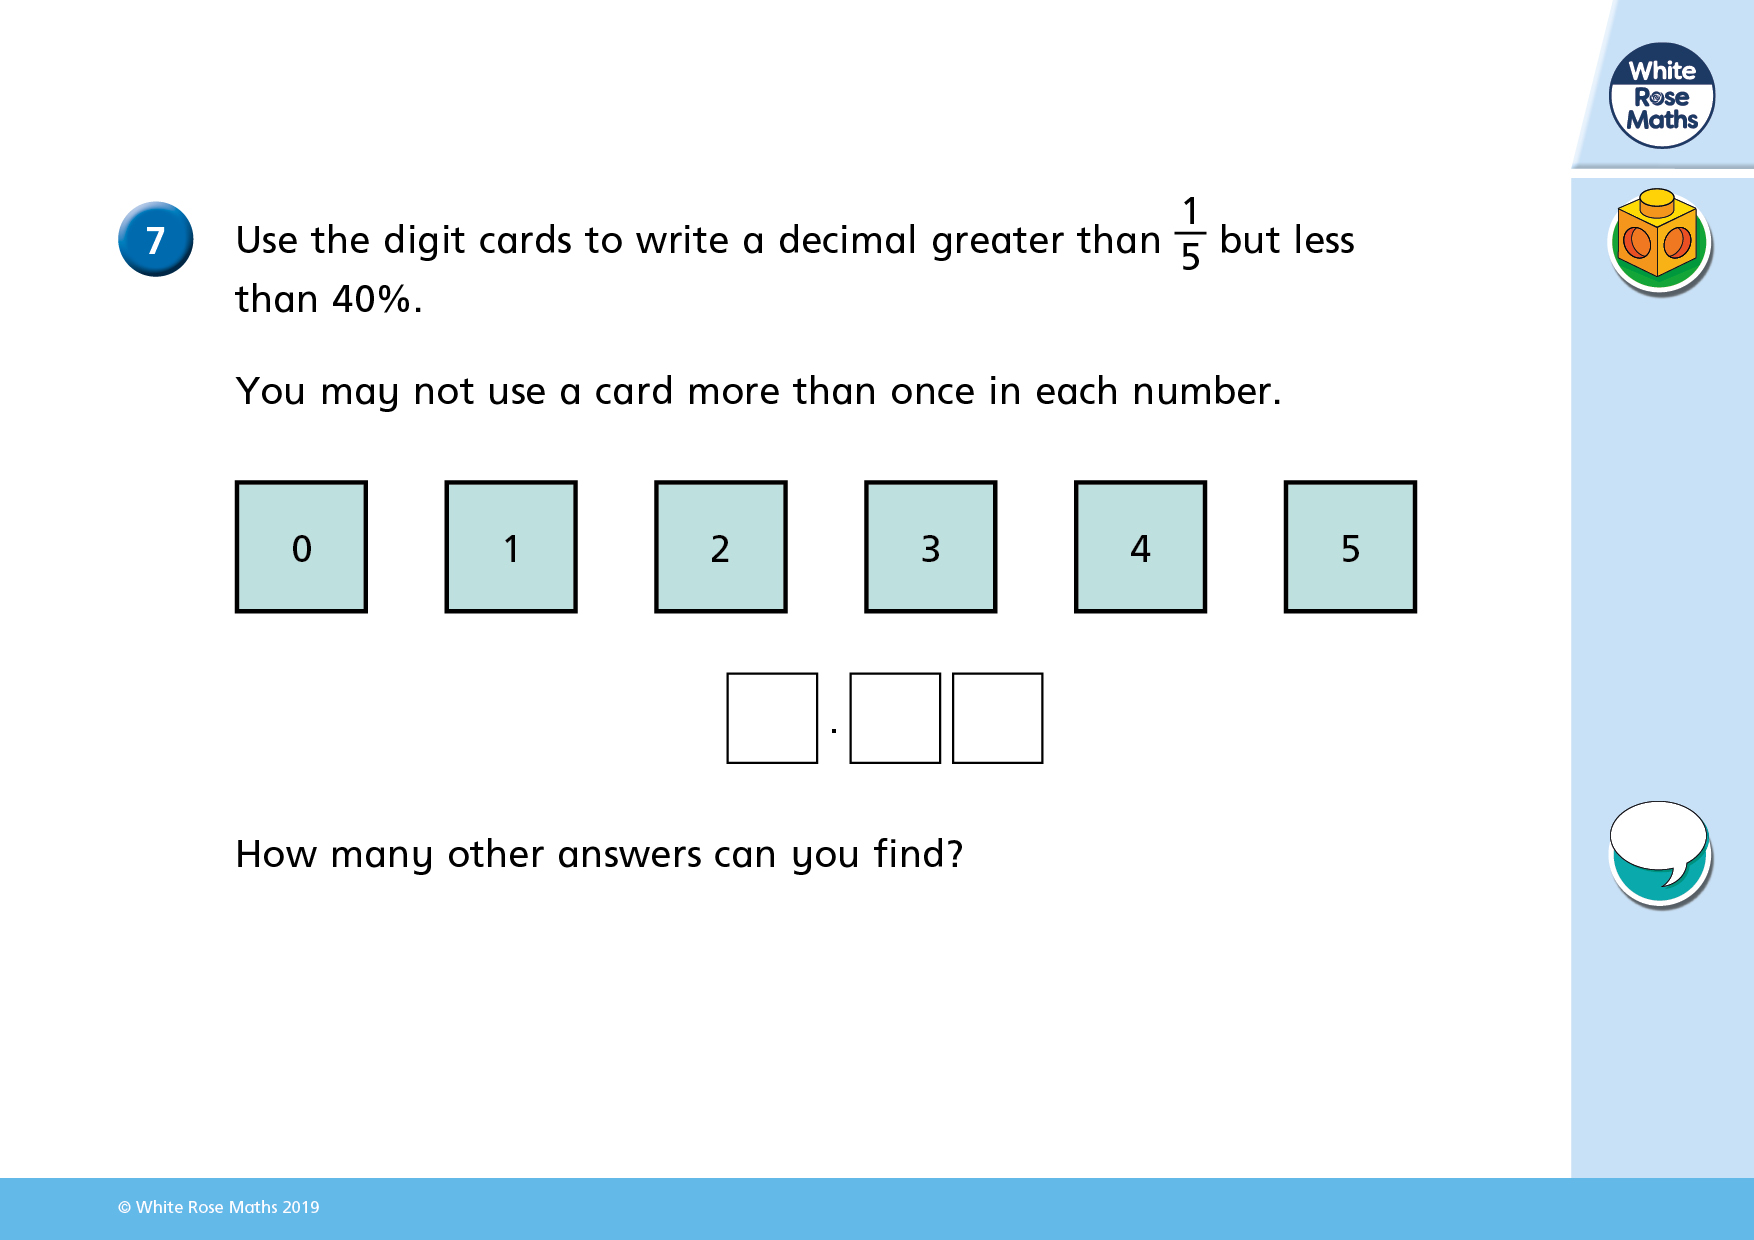 White
Rose
Maths
7
Use the digit cards to write a decimal greater than 1/5 but less
than 40%.
You may not use a card more than once in each number.
0 1 2 3 4 5
.
How many other answers can you find?
© White Rose Maths 2019